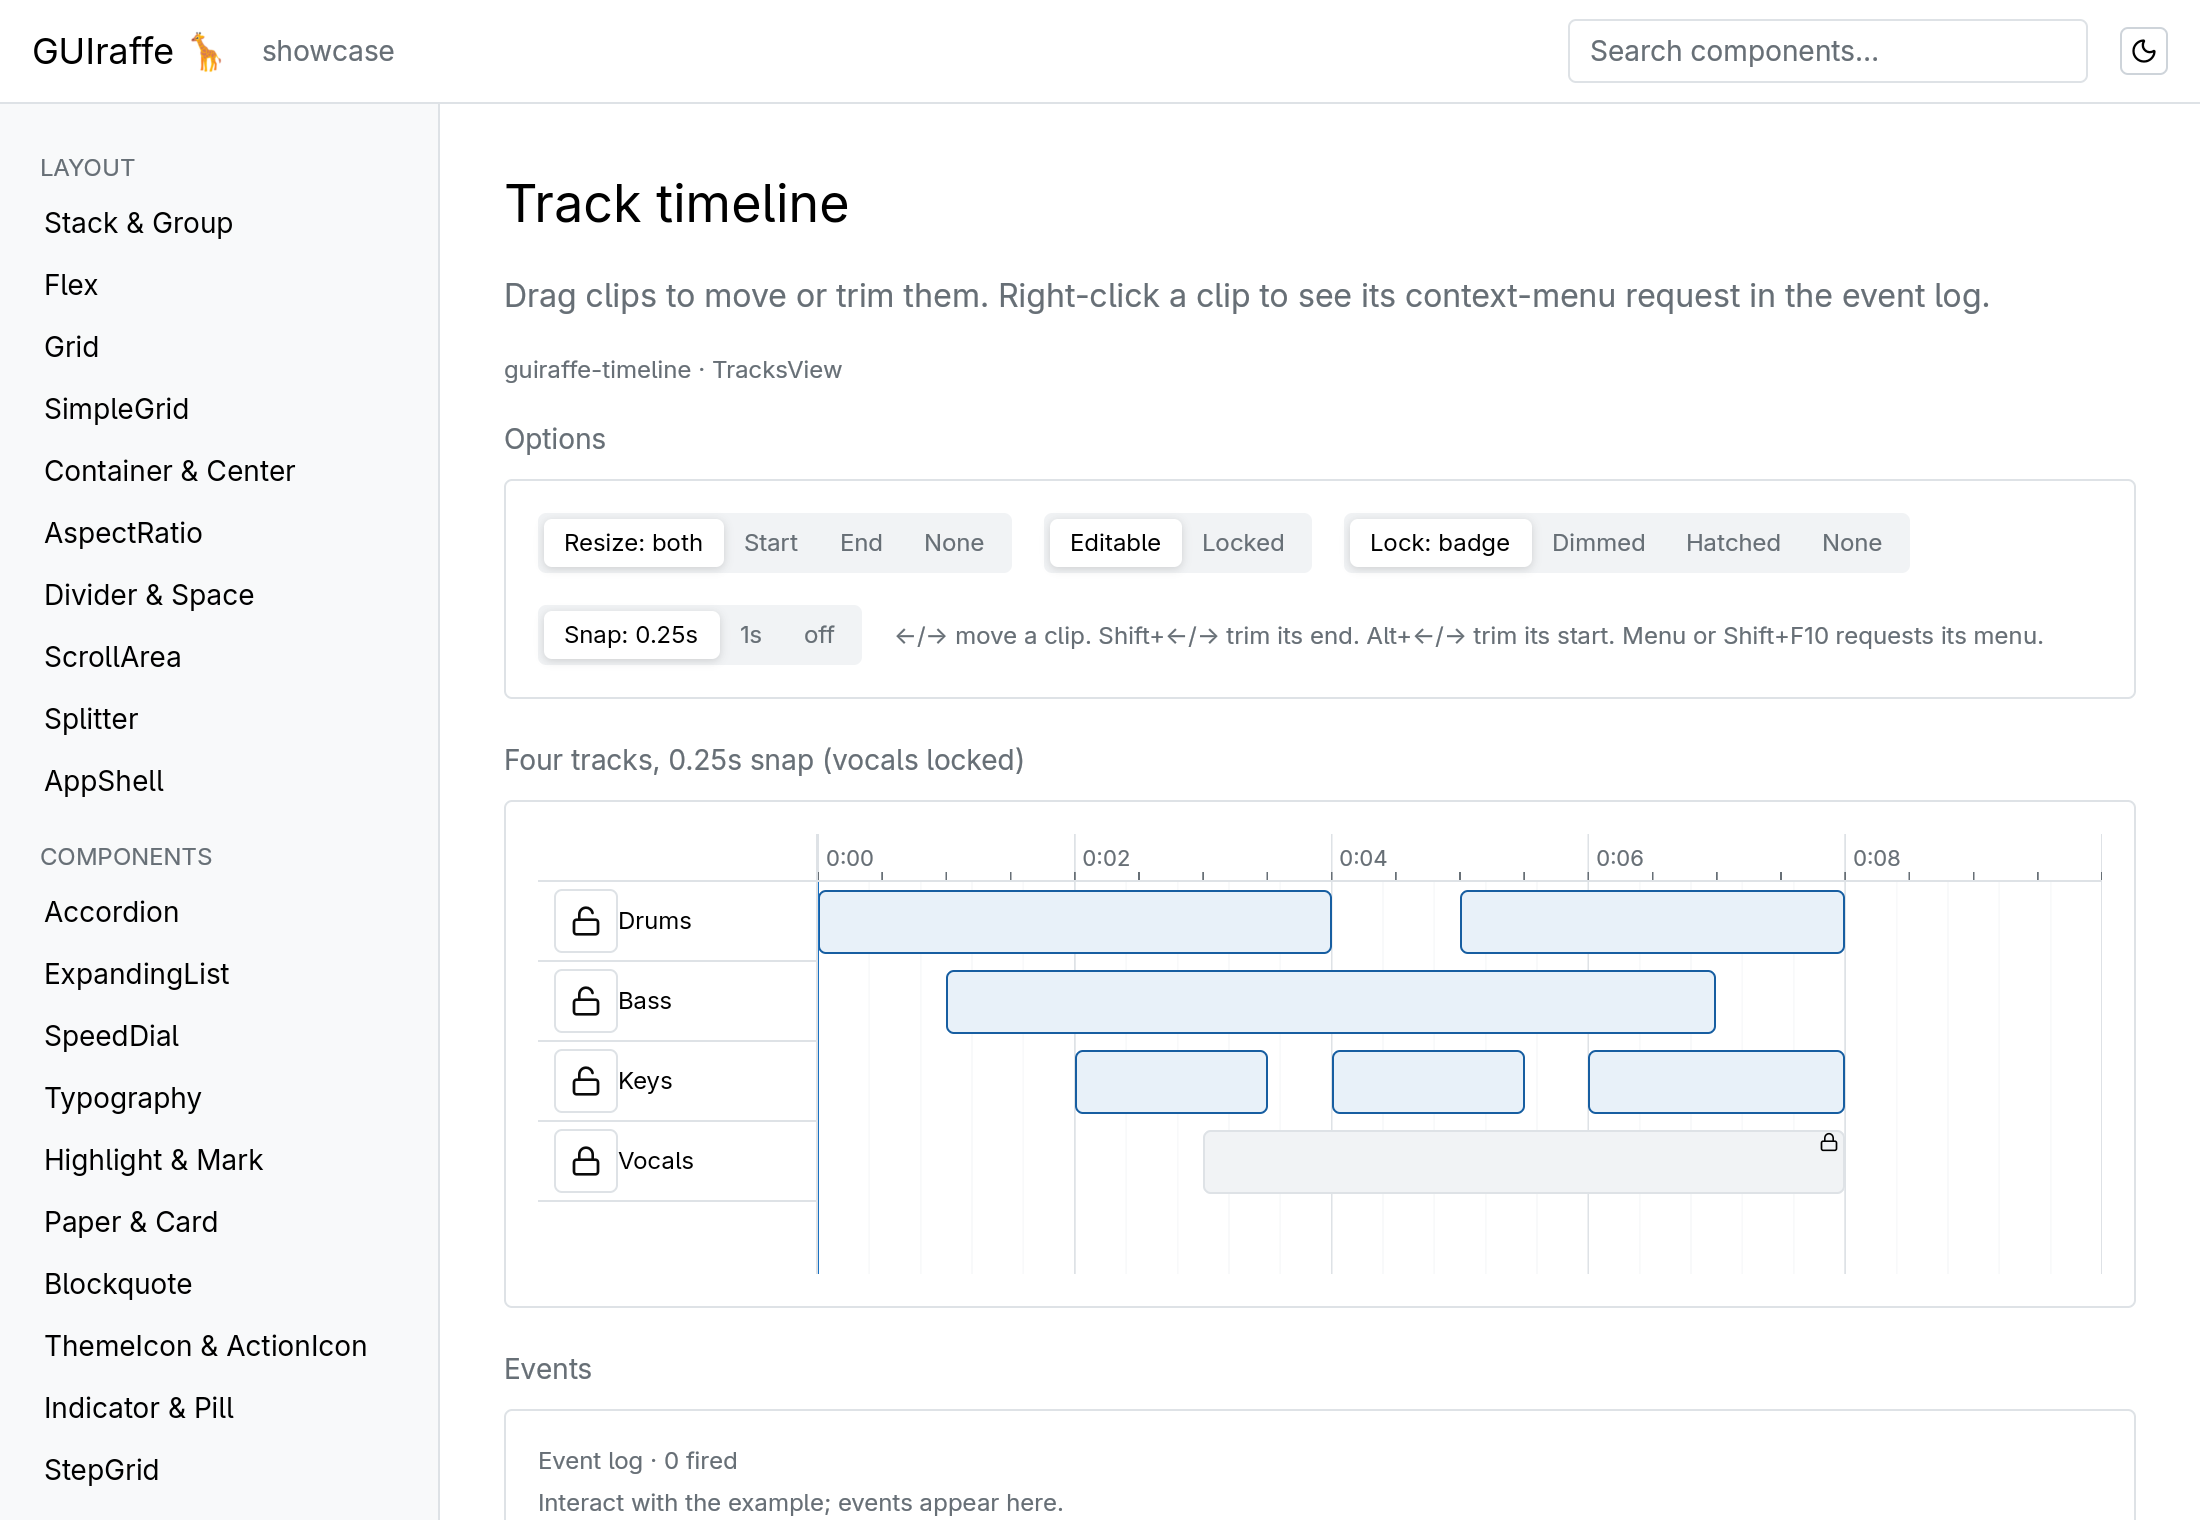 GUIraffe 🦒 showcase Search components...
LAYOUT
Stack & Group
Flex
Grid
SimpleGrid
Container & Center
AspectRatio
Divider & Space
ScrollArea
Splitter
AppShell
COMPONENTS
Accordion
ExpandingList
SpeedDial
Typography
Highlight & Mark
Paper & Card
Blockquote
ThemeIcon & ActionIcon
Indicator & Pill
StepGrid
Track timeline
Drag clips to move or trim them. Right-click a clip to see its context-menu request in the event log.
guiraffe-timeline · TracksView
Options
Resize: both Start End None Editable Locked Lock: badge Dimmed Hatched None
Snap: 0.25s 1s off ←/→ move a clip. Shift+←/→ trim its end. Alt+←/→ trim its start. Menu or Shift+F10 requests its menu.
Four tracks, 0.25s snap (vocals locked)
0:00 0:02 0:04 0:06 0:08
Drums
Bass
Keys
Vocals
Events
Event log · 0 fired
Interact with the example; events appear here.